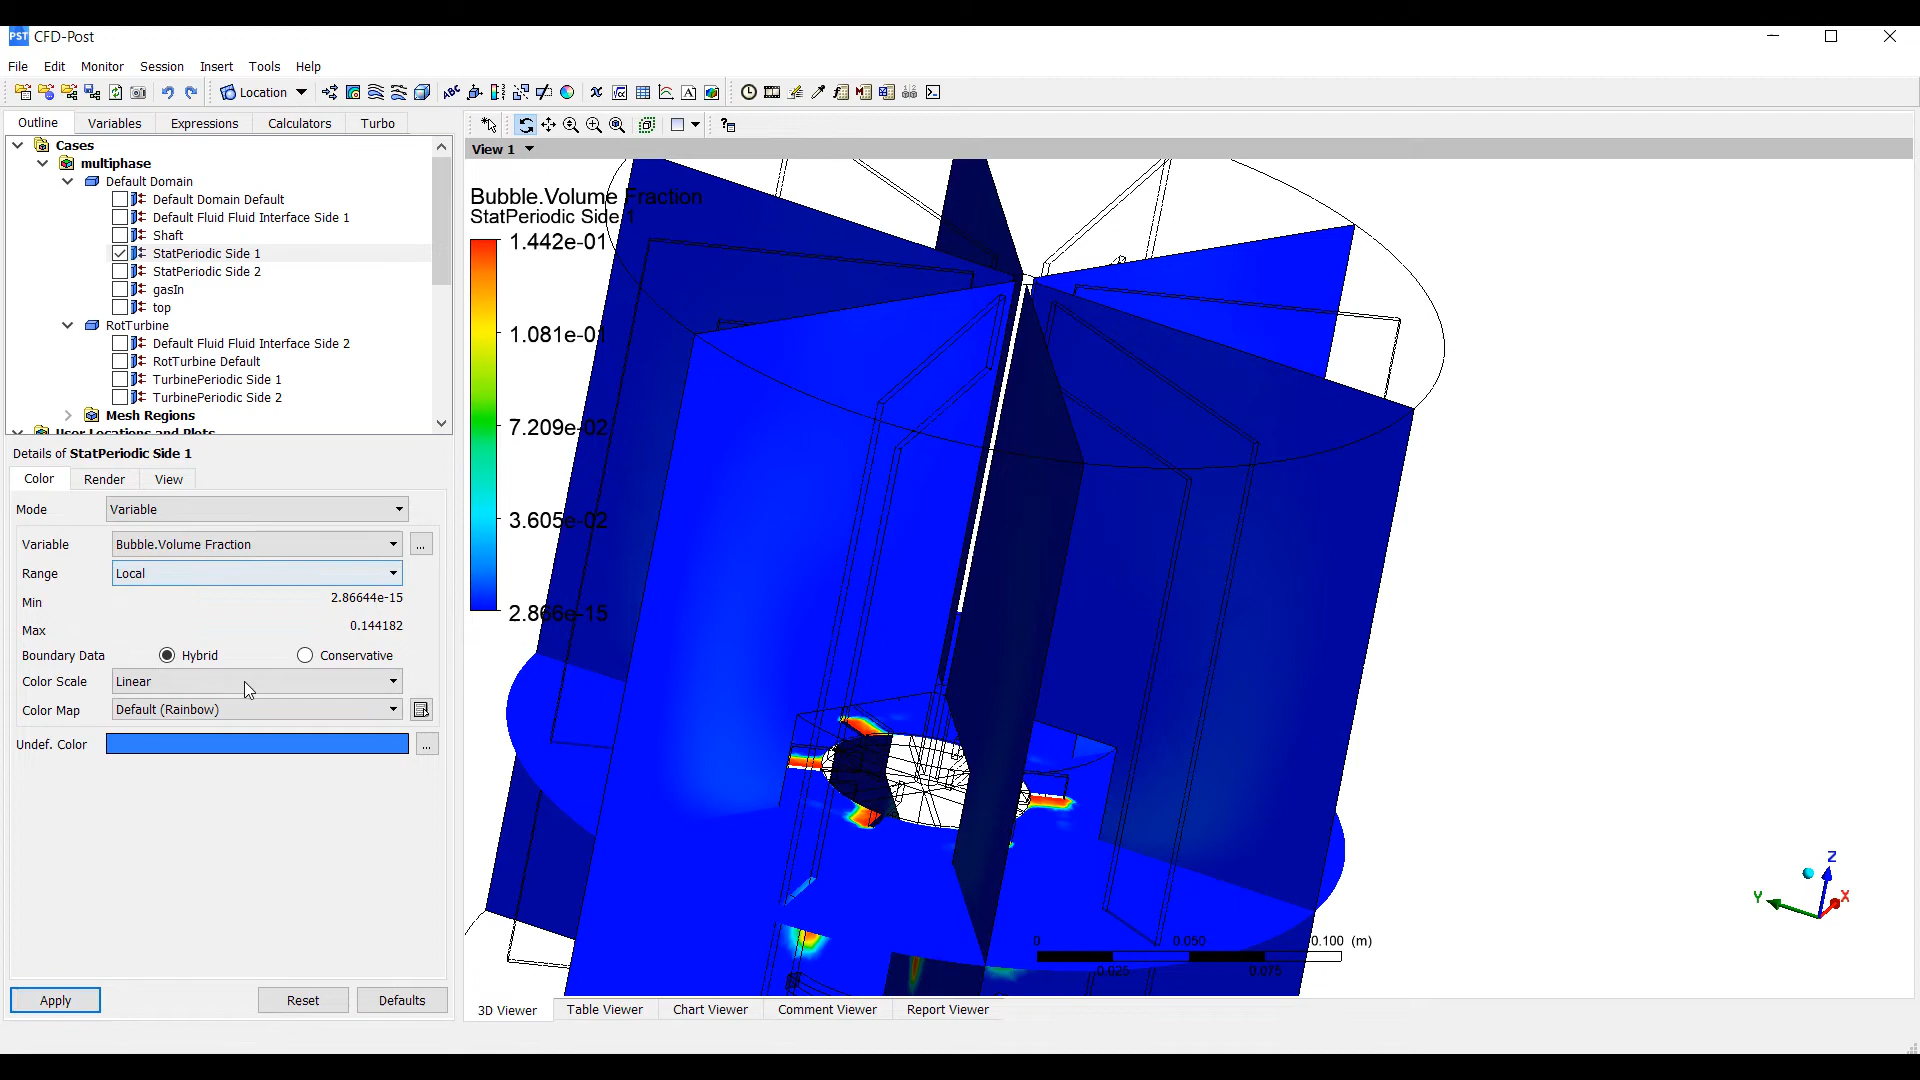 PST CFD-Post
File Edit Monitor Session Insert Tools Help
Location
Outline Variables Expressions Calculators Turbo
Cases
multiphase
Default Domain
Default Domain Default
Default Fluid Fluid Interface Side 1
Shaft
StatPeriodic Side 1
StatPeriodic Side 2
gasIn
top
RotTurbine
Default Fluid Fluid Interface Side 2
RotTurbine Default
TurbinePeriodic Side 1
TurbinePeriodic Side 2
Mesh Regions
User Locations and Plots
Details of StatPeriodic Side 1
Color Render View
Mode Variable
Variable Bubble.Volume Fraction ...
Range Local
Min 2.86644e-15
Max 0.144182
Boundary Data Hybrid Conservative
Color Scale Linear
Color Map Default (Rainbow)
Undef. Color ...
Apply Reset Defaults
View 1
Bubble.Volume Fraction
StatPeriodic Side 1
1.442e-01
1.081e-01
7.209e-02
3.605e-02
2.866e-15
0 0.050 0.100 (m)
0.025 0.075
Z
Y X
3D Viewer Table Viewer Chart Viewer Comment Viewer Report Viewer